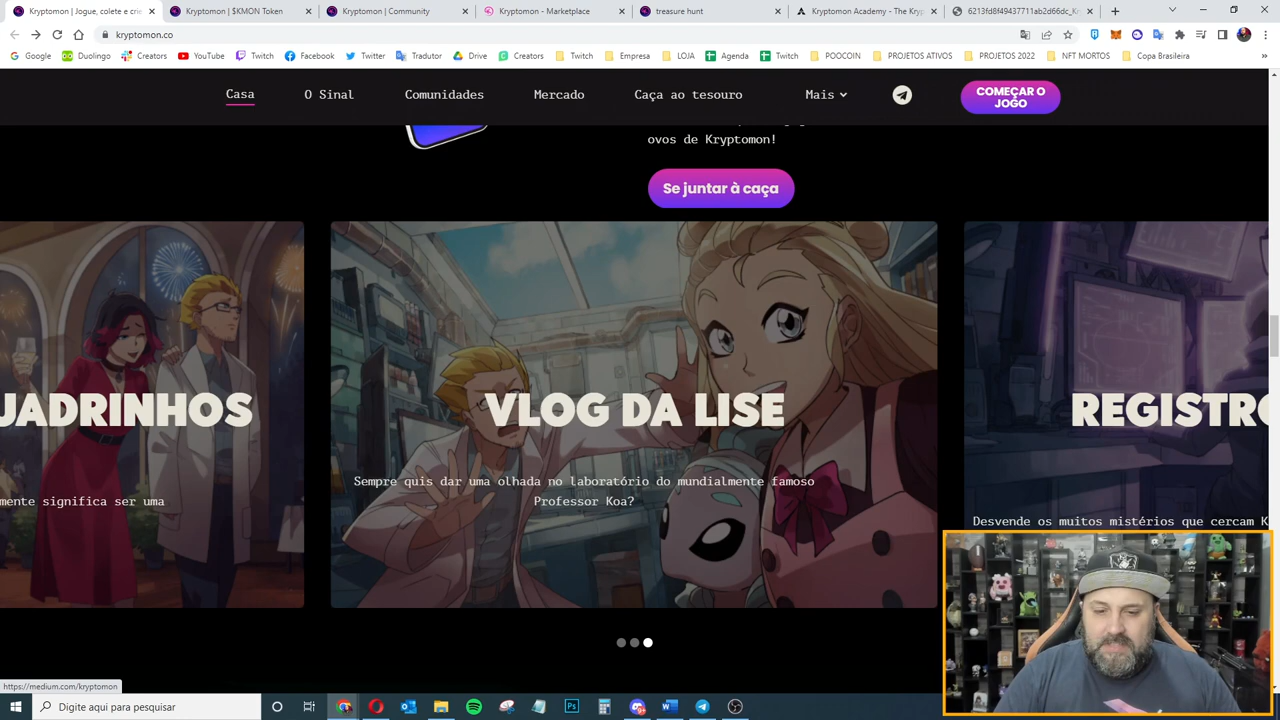 Kryptomon | Jogue, colete e crie
Kryptomon | $KMON Token
Kryptomon | Community
Kryptomon - Marketplace
treasure hunt
Kryptomon Academy - The Kryp
6213fd8f49437711ab2d66dc_K
kryptomon.co
Google
Duolingo
Creators
YouTube
Twitch
Facebook
Twitter
Tradutor
Drive
Creators
Twitch
Empresa
LOJA
Agenda
Twitch
POOCOIN
PROJETOS ATIVOS
PROJETOS 2022
NFT MORTOS
Copa Brasileira
Casa
O Sinal
Comunidades
Mercado
Caça ao tesouro
Mais
COMEÇAR O
JOGO
ovos de Kryptomon!
Se juntar à caça
UADRINHOS
mente significa ser uma
VLOG DA LISE
Sempre quis dar uma olhada no laboratório do mundialmente famoso
Professor Koa?
REGISTRO
Desvende os muitos mistérios que cercam K
https://medium.com/kryptomon
Digite aqui para pesquisar